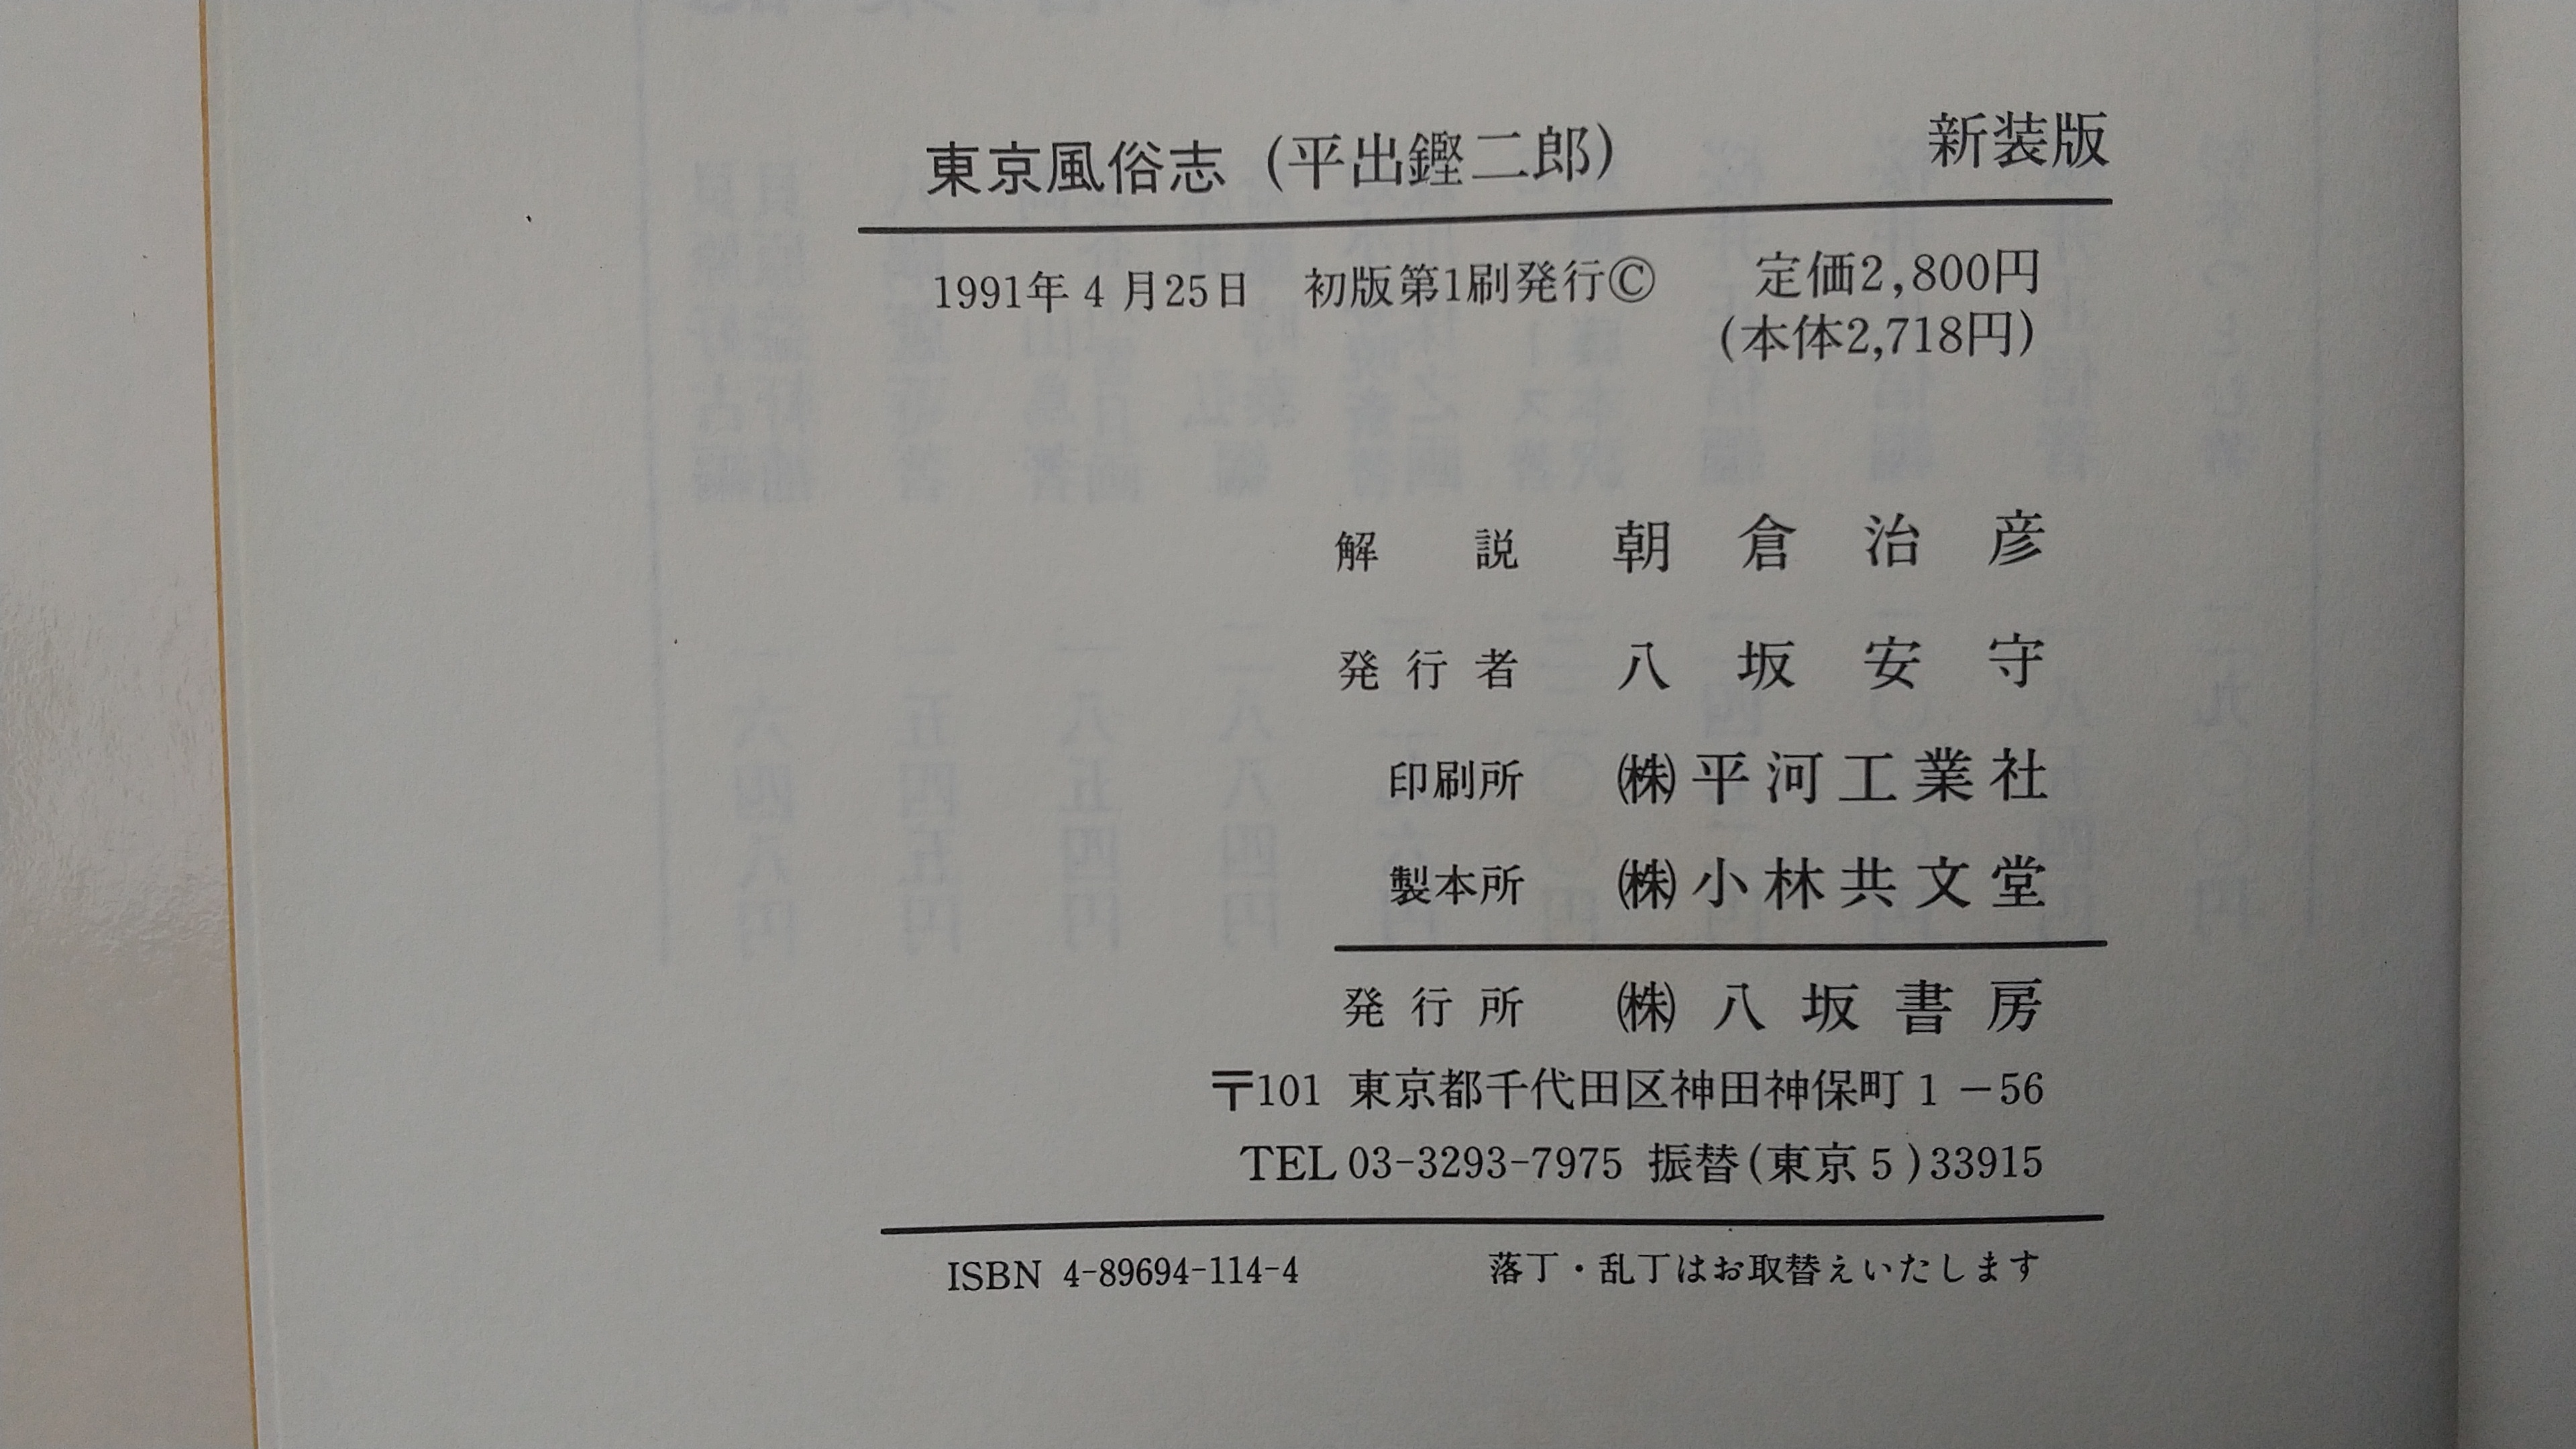 東京風俗志 (平出鏗二郎) 新装版
1991年4月25日 初版第1刷発行Ⓒ 定価2,800円
(本体2,718円)
解説 朝倉治彦
発行者 八坂安守
印刷所 ㈱平河工業社
製本所 ㈱小林共文堂
発行所 ㈱八坂書房
〒101 東京都千代田区神田神保町1-56
TEL 03-3293-7975 振替(東京5)33915
ISBN 4-89694-114-4 落丁・乱丁はお取替えいたします